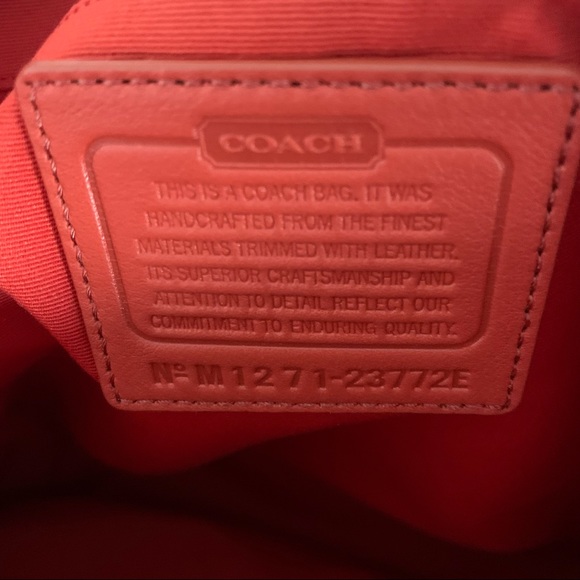 COACH
THIS IS A COACH BAG. IT WAS
HANDCRAFTED FROM THE FINEST
MATERIALS TRIMMED WITH LEATHER.
ITS SUPERIOR CRAFTSMANSHIP AND
ATTENTION TO DETAIL REFLECT OUR
COMMITMENT TO ENDURING QUALITY.
Nº M1271-23772E